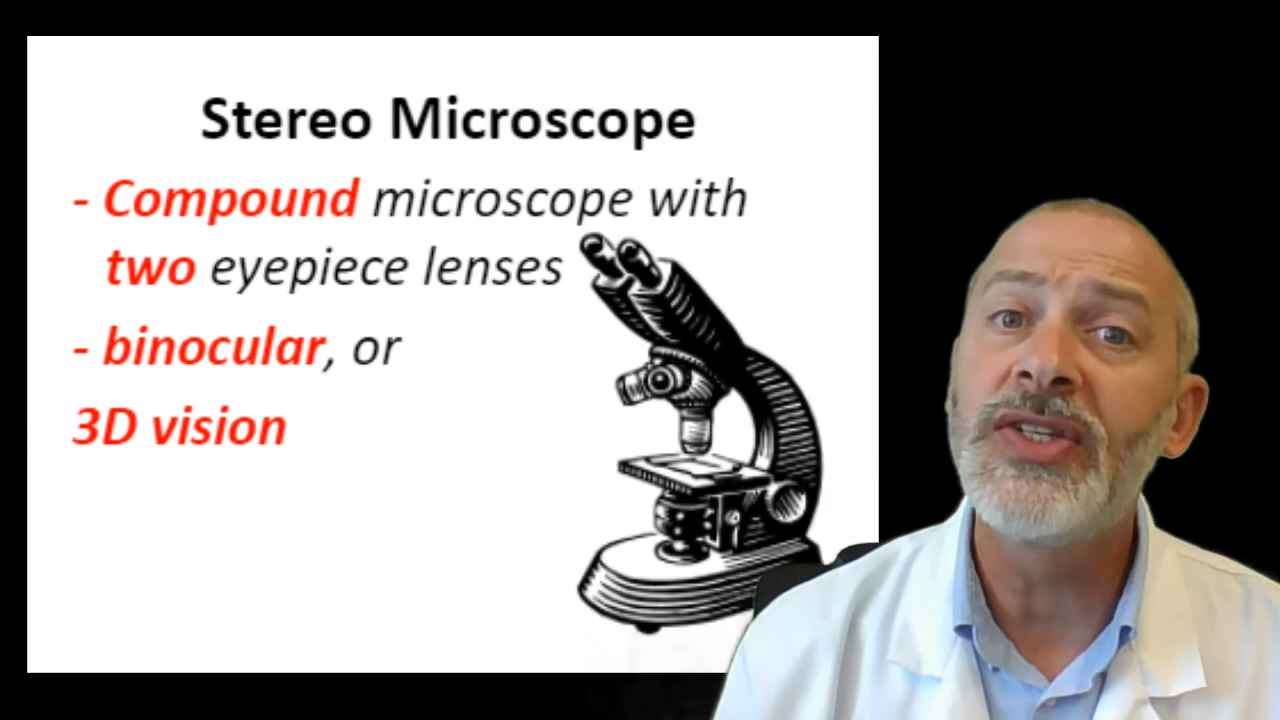 Stereo Microscope
- Compound microscope with
two eyepiece lenses
- binocular, or
3D vision